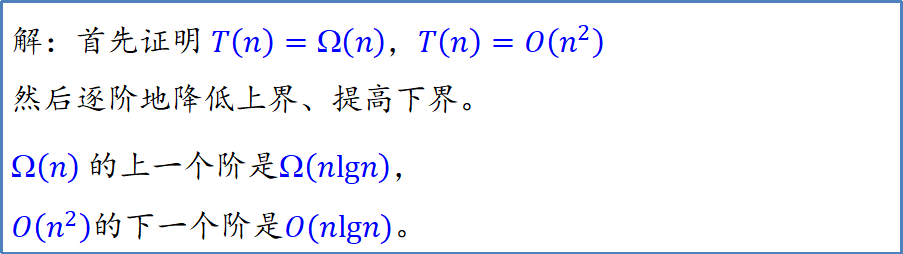 解：首先证明 T(n) = Ω(n)，T(n) = O(n²)
然后逐阶地降低上界、提高下界。
Ω(n) 的上一个阶是Ω(nlgn)，
O(n²)的下一个阶是O(nlgn)。